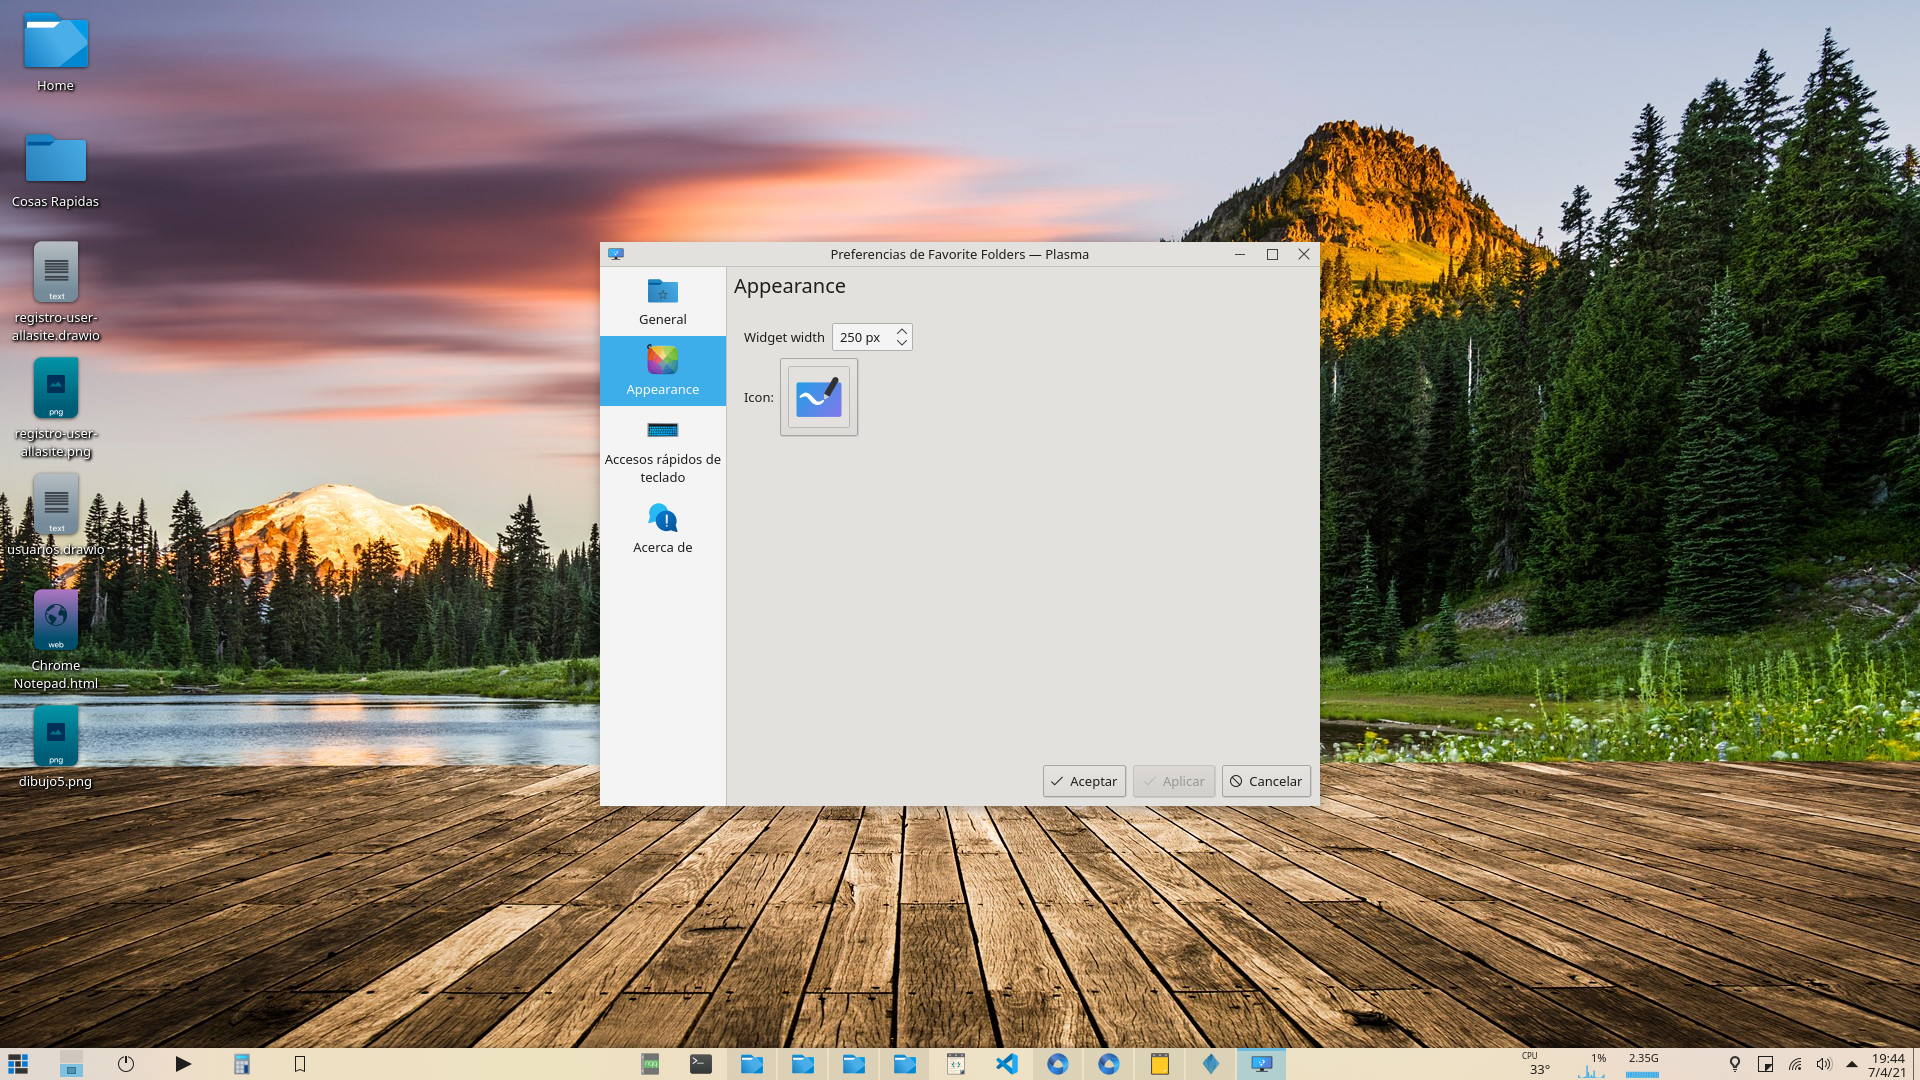 Home
Cosas Rapidas
text
registro-user-
allasite.drawio
png
registro-user-
allasite.png
text
usuarios.drawio
web
Chrome
Notepad.html
png
dibujo5.png
Preferencias de Favorite Folders — Plasma
General
Appearance
Accesos rápidos de
teclado
Acerca de
Appearance
Widget width 250 px
Icon:
Aceptar
Aplicar
Cancelar
nqq
CPU
33°
1%
2.35G
19:44
7/4/21